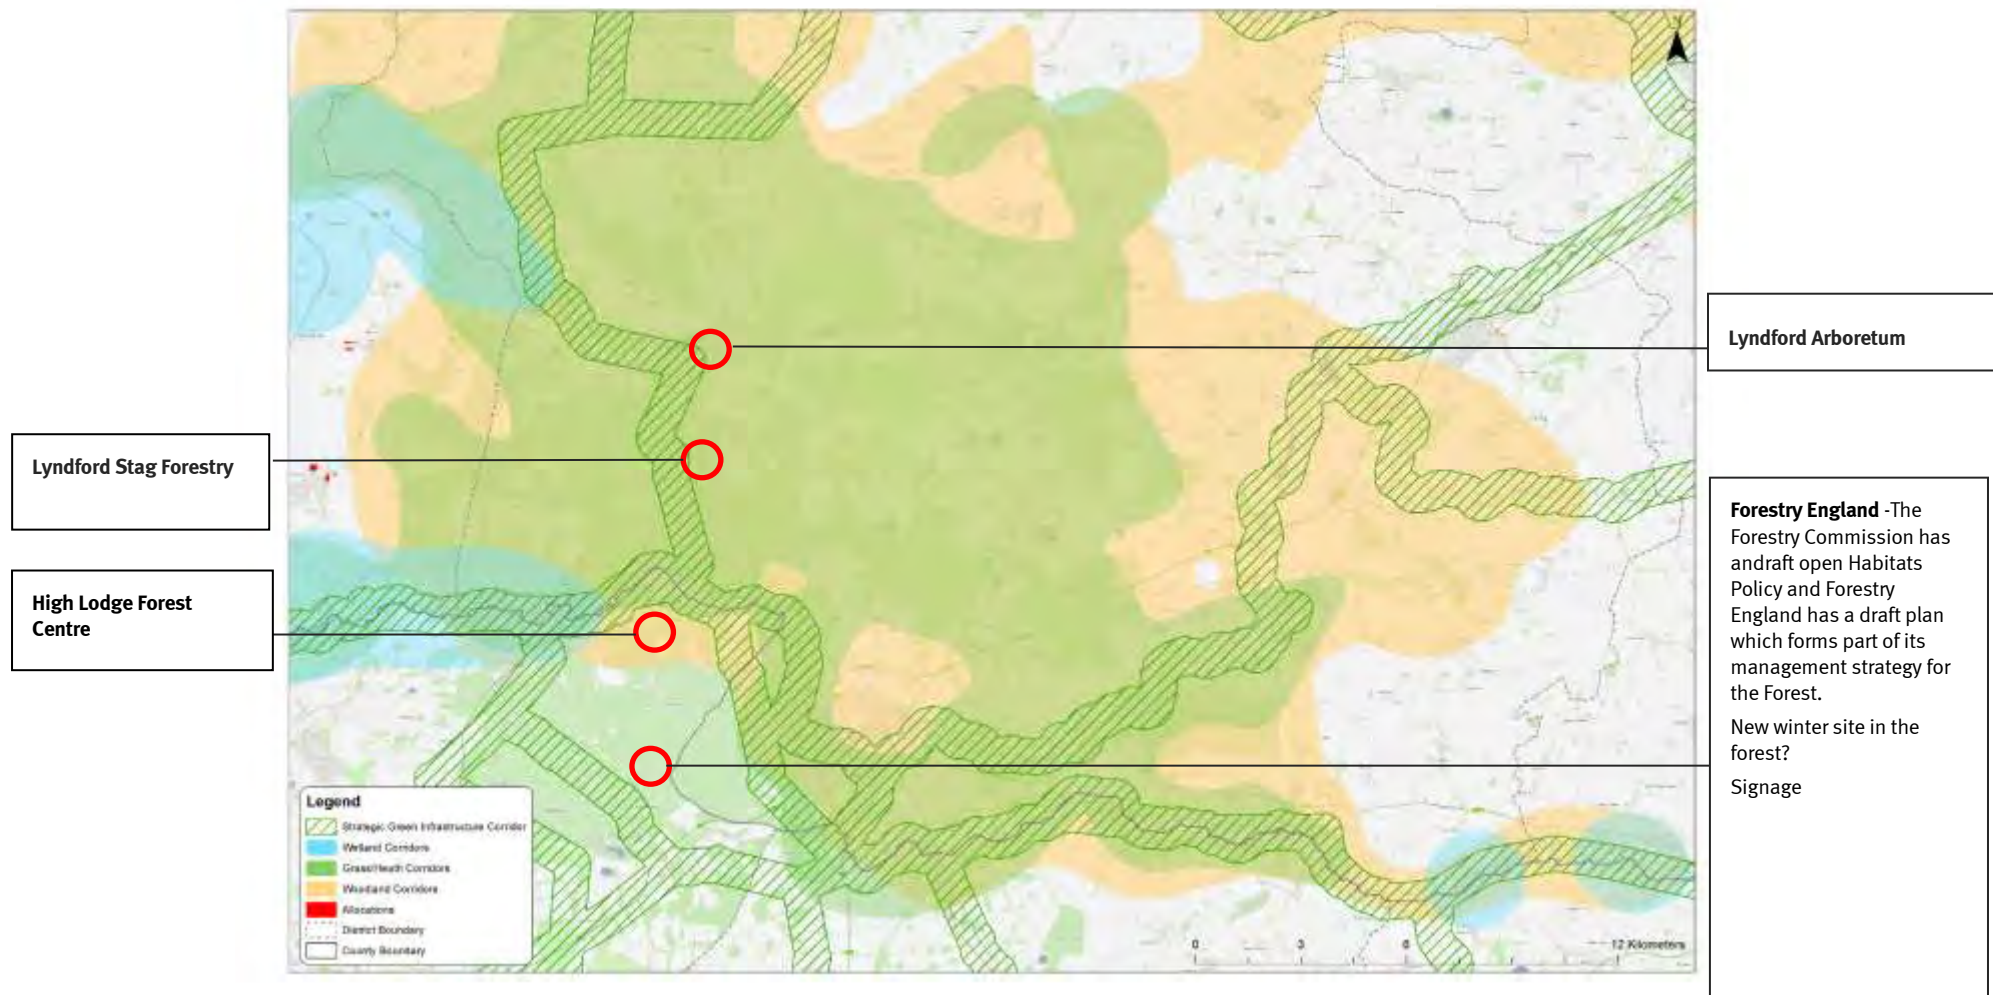 Lyndford Arboretum
Lyndford Stag Forestry
High Lodge Forest
Centre
Forestry England -The
Forestry Commission has
andraft open Habitats
Policy and Forestry
England has a draft plan
which forms part of its
management strategy for
the Forest.
New winter site in the
forest?
Signage
Legend
Strategic Green Infrastructure Corridor
Wetland Corridors
Grass/Heath Corridors
Woodland Corridors
Allocations
District Boundary
County Boundary
0 3 6 12 Kilometers